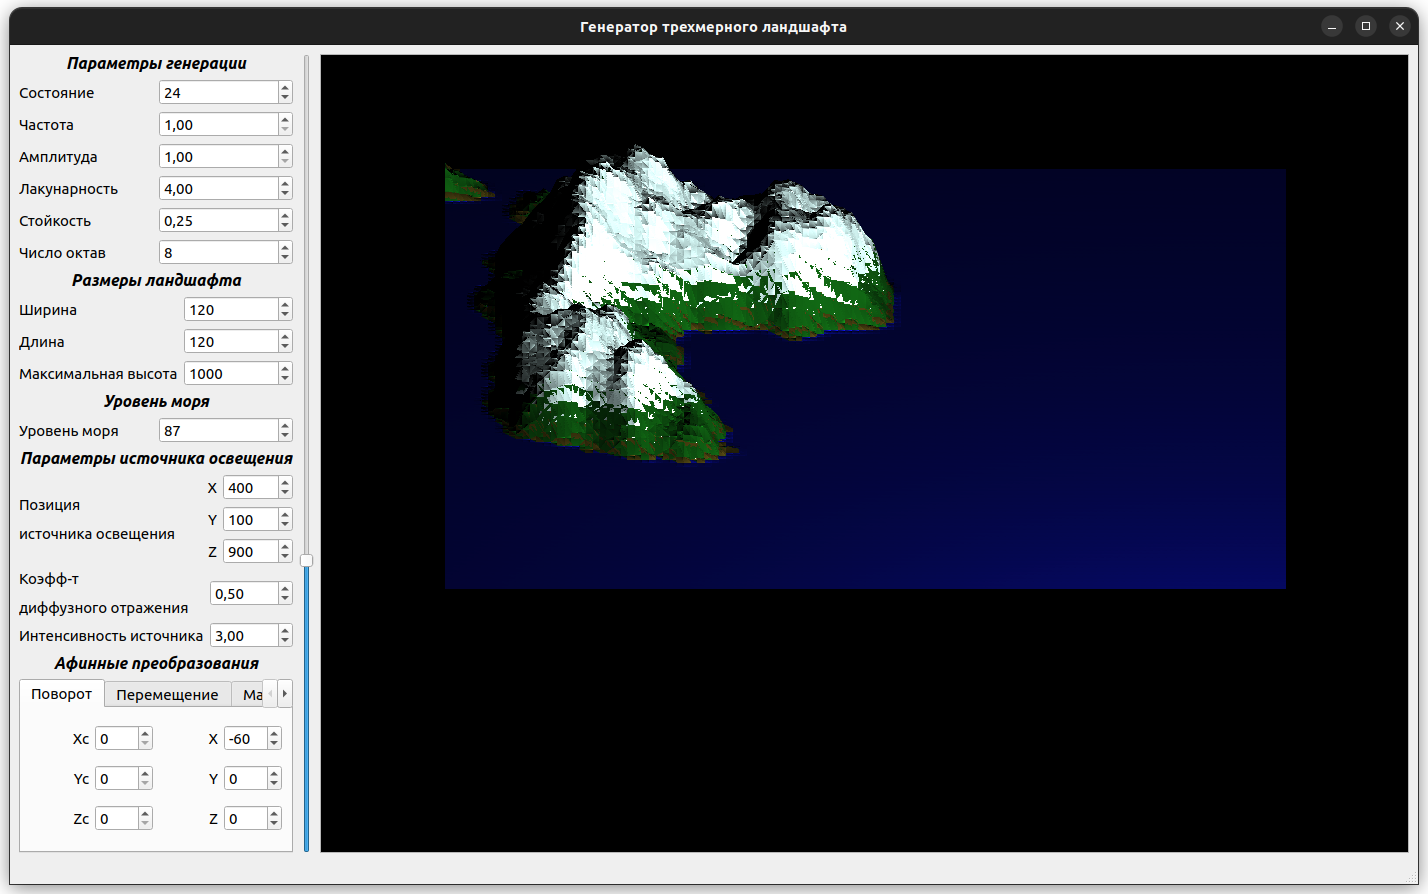 Генератор трехмерного ландшафта
Параметры генерации
Состояние 24
Частота 1,00
Амплитуда 1,00
Лакунарность 4,00
Стойкость 0,25
Число октав 8
Размеры ландшафта
Ширина 120
Длина 120
Максимальная высота 1000
Уровень моря
Уровень моря 87
Параметры источника освещения
X 400
Позиция
Y 100
источника освещения
Z 900
Коэфф-т
0,50
диффузного отражения
Интенсивность источника 3,00
Афинные преобразования
Поворот Перемещение Ма
Xc 0 X -60
Yc 0 Y 0
Zc 0 Z 0